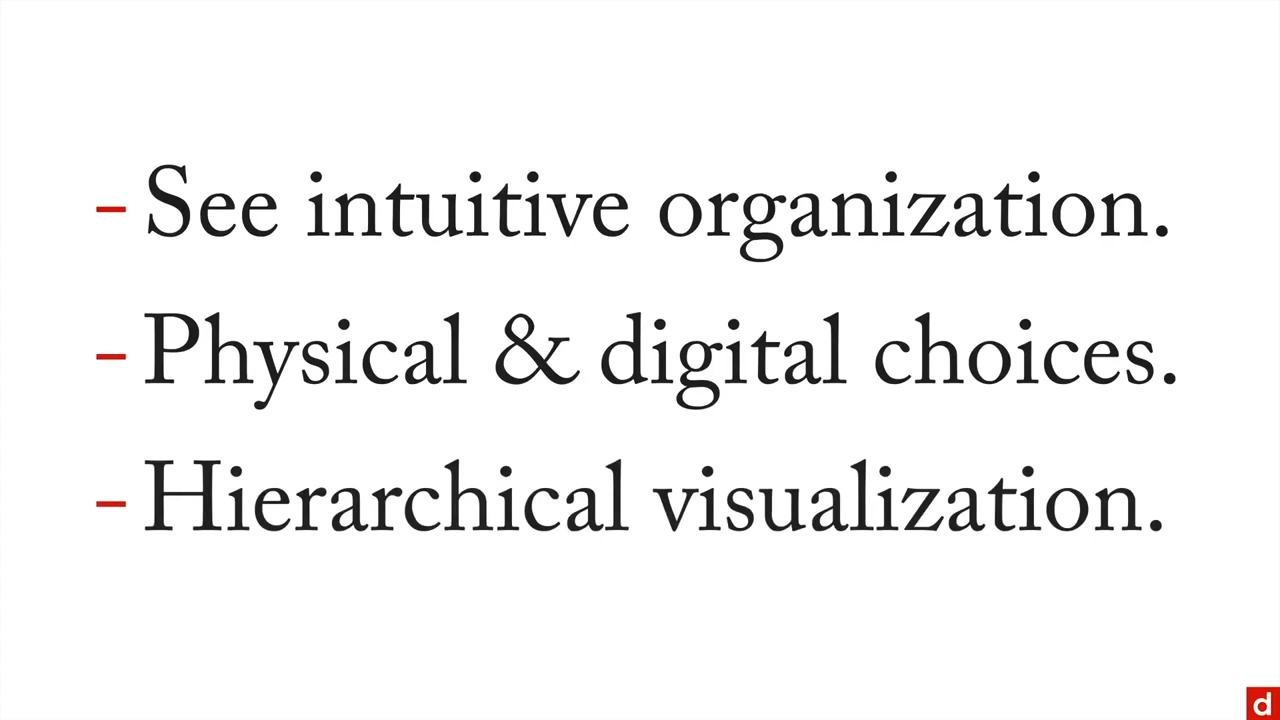 - See intuitive organization.
- Physical & digital choices.
- Hierarchical visualization.
d